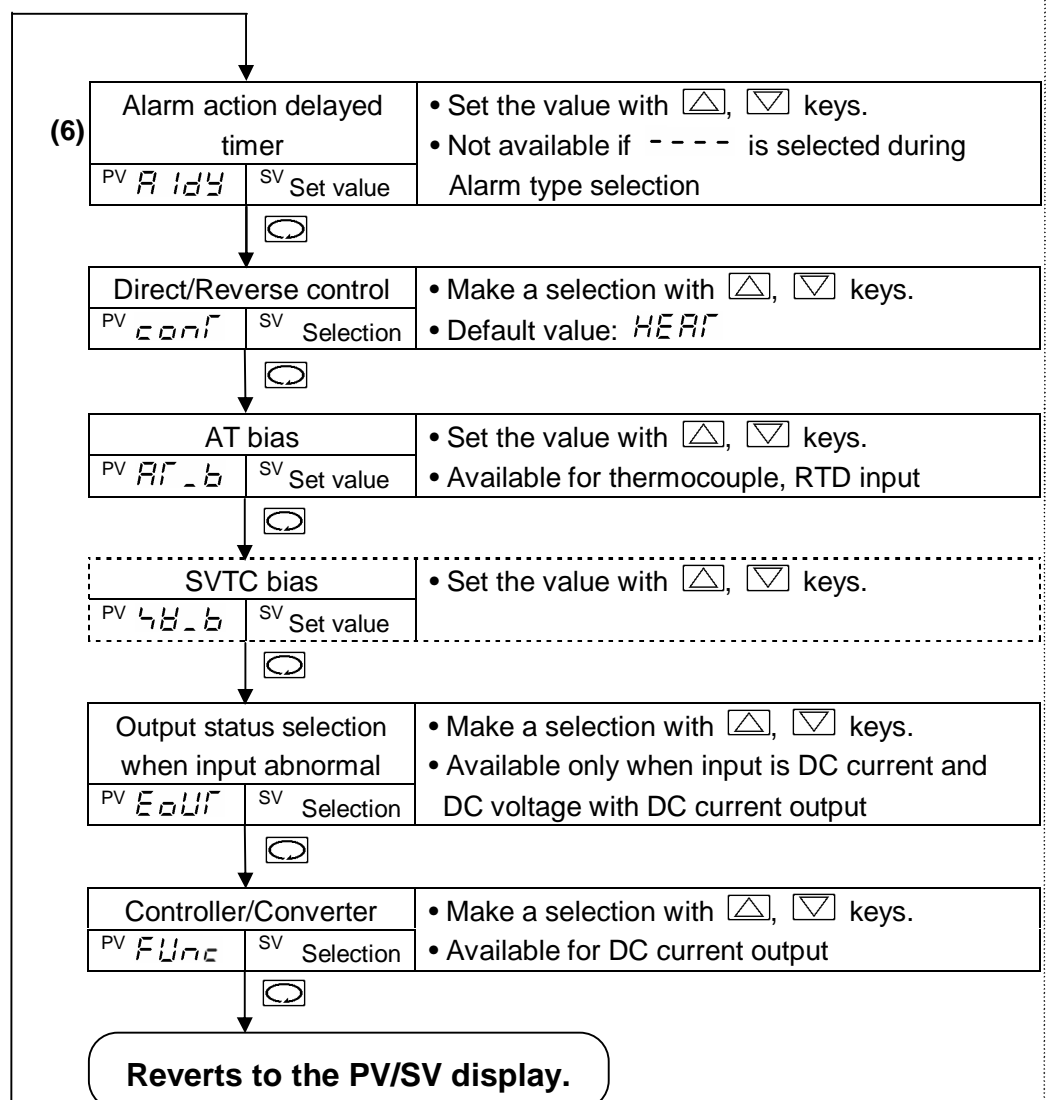 (6)
Alarm action delayed
timer
PV A1dy SV Set value
• Set the value with △, ▽ keys.
• Not available if - - - - is selected during
Alarm type selection
Direct/Reverse control
PV conT SV Selection
• Make a selection with △, ▽ keys.
• Default value: HEAT
AT bias
PV AT_b SV Set value
• Set the value with △, ▽ keys.
• Available for thermocouple, RTD input
SVTC bias
PV SB_b SV Set value
• Set the value with △, ▽ keys.
Output status selection
when input abnormal
PV EoUT SV Selection
• Make a selection with △, ▽ keys.
• Available only when input is DC current and
DC voltage with DC current output
Controller/Converter
PV FUnc SV Selection
• Make a selection with △, ▽ keys.
• Available for DC current output
Reverts to the PV/SV display.